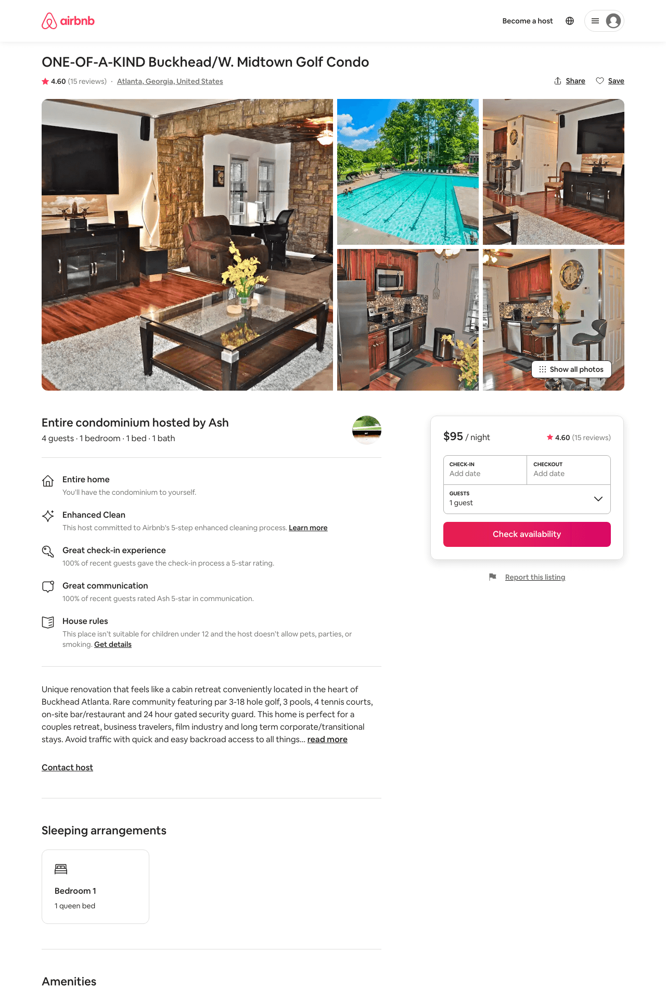 airbnb
Become a host
ONE-OF-A-KIND Buckhead/W. Midtown Golf Condo
4.60 (15 reviews) · Atlanta, Georgia, United States
Share
Save
Show all photos
Entire condominium hosted by Ash
4 guests · 1 bedroom · 1 bed · 1 bath
Entire home
You’ll have the condominium to yourself.
Enhanced Clean
This host committed to Airbnb's 5-step enhanced cleaning process. Learn more
Great check-in experience
100% of recent guests gave the check-in process a 5-star rating.
Great communication
100% of recent guests rated Ash 5-star in communication.
House rules
This place isn’t suitable for children under 12 and the host doesn’t allow pets, parties, or
smoking. Get details
$95 / night
4.60 (15 reviews)
CHECK-IN
Add date
CHECKOUT
Add date
GUESTS
1 guest
Check availability
Report this listing
Unique renovation that feels like a cabin retreat conveniently located in the heart of
Buckhead Atlanta. Rare community featuring par 3-18 hole golf, 3 pools, 4 tennis courts,
on-site bar/restaurant and 24 hour gated security guard. This home is perfect for a
couples retreat, business travelers, film industry and long term corporate/transitional
stays. Avoid traffic with quick and easy backroad access to all things... read more
Contact host
Sleeping arrangements
Bedroom 1
1 queen bed
Amenities